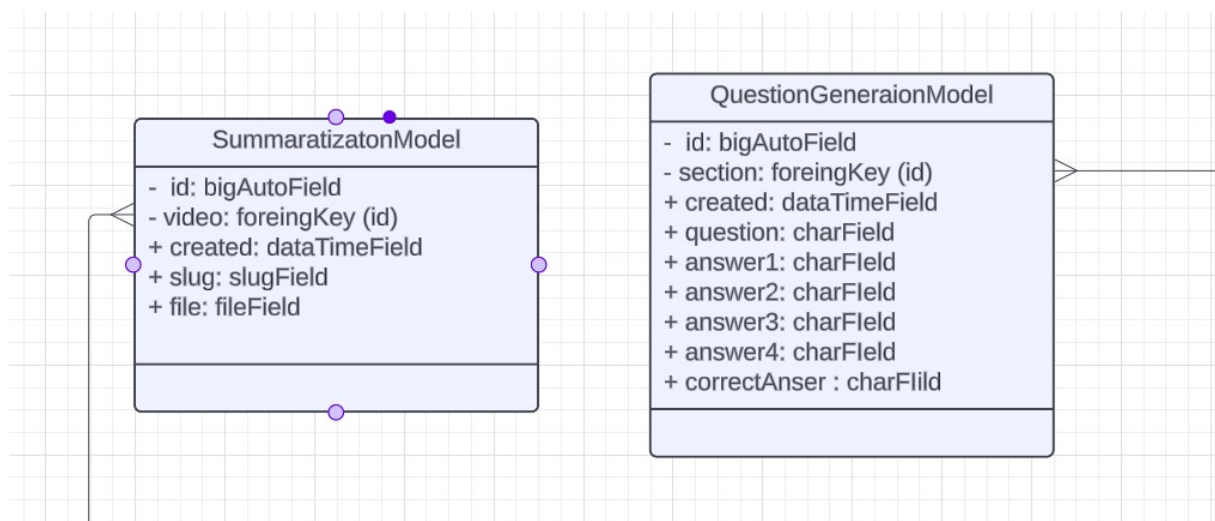 SummaratizatonModel
- id: bigAutoField
- video: foreingKey (id)
+ created: dataTimeField
+ slug: slugField
+ file: fileField
QuestionGeneraionModel
- id: bigAutoField
- section: foreingKey (id)
+ created: dataTimeField
+ question: charField
+ answer1: charFIeld
+ answer2: charFIeld
+ answer3: charFIeld
+ answer4: charFIeld
+ correctAnser : charFIild